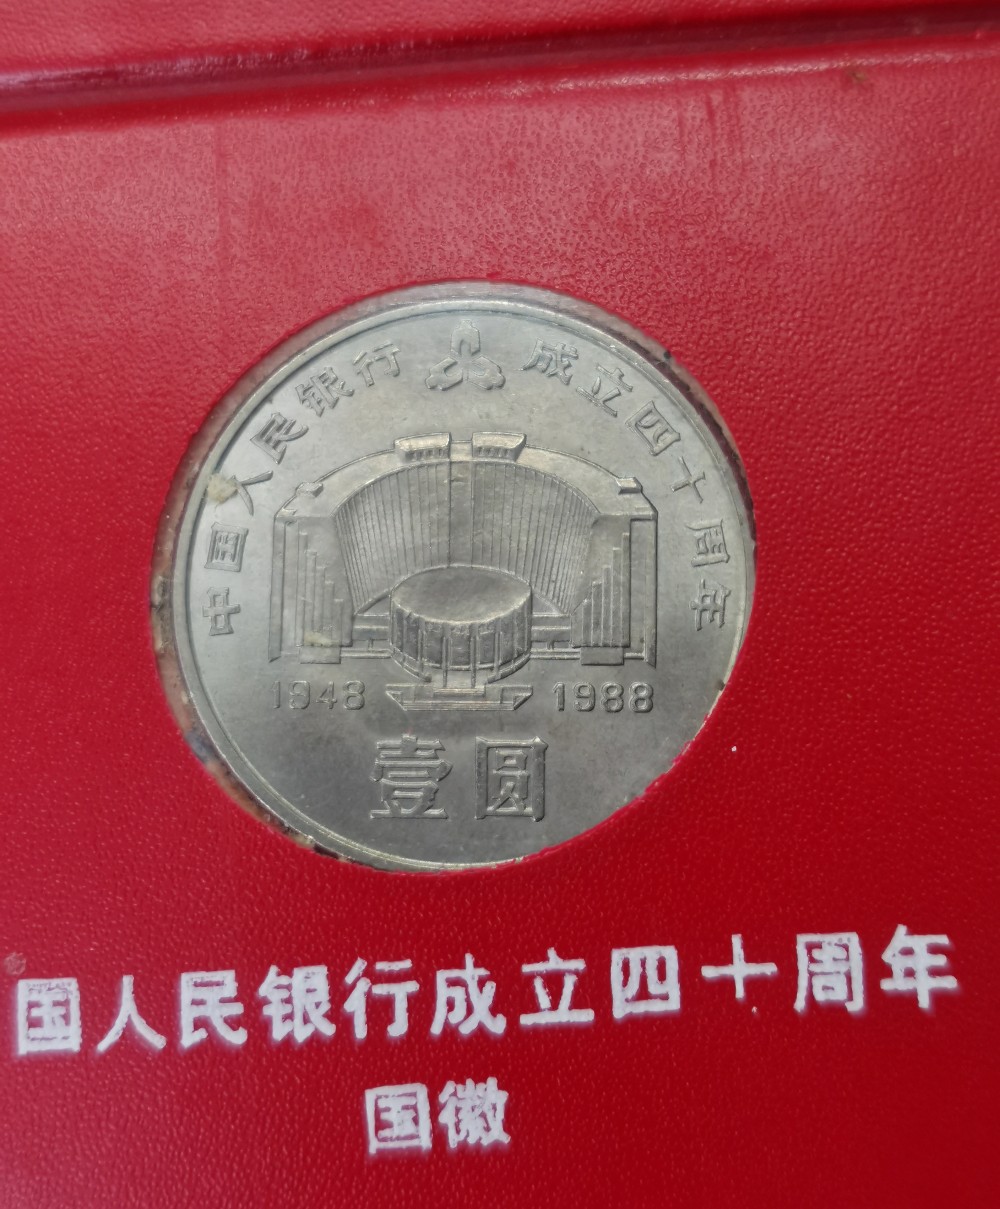 中国人民银行 成立四十周年
1948 1988
壹圆
国人民银行成立四十周年
国徽